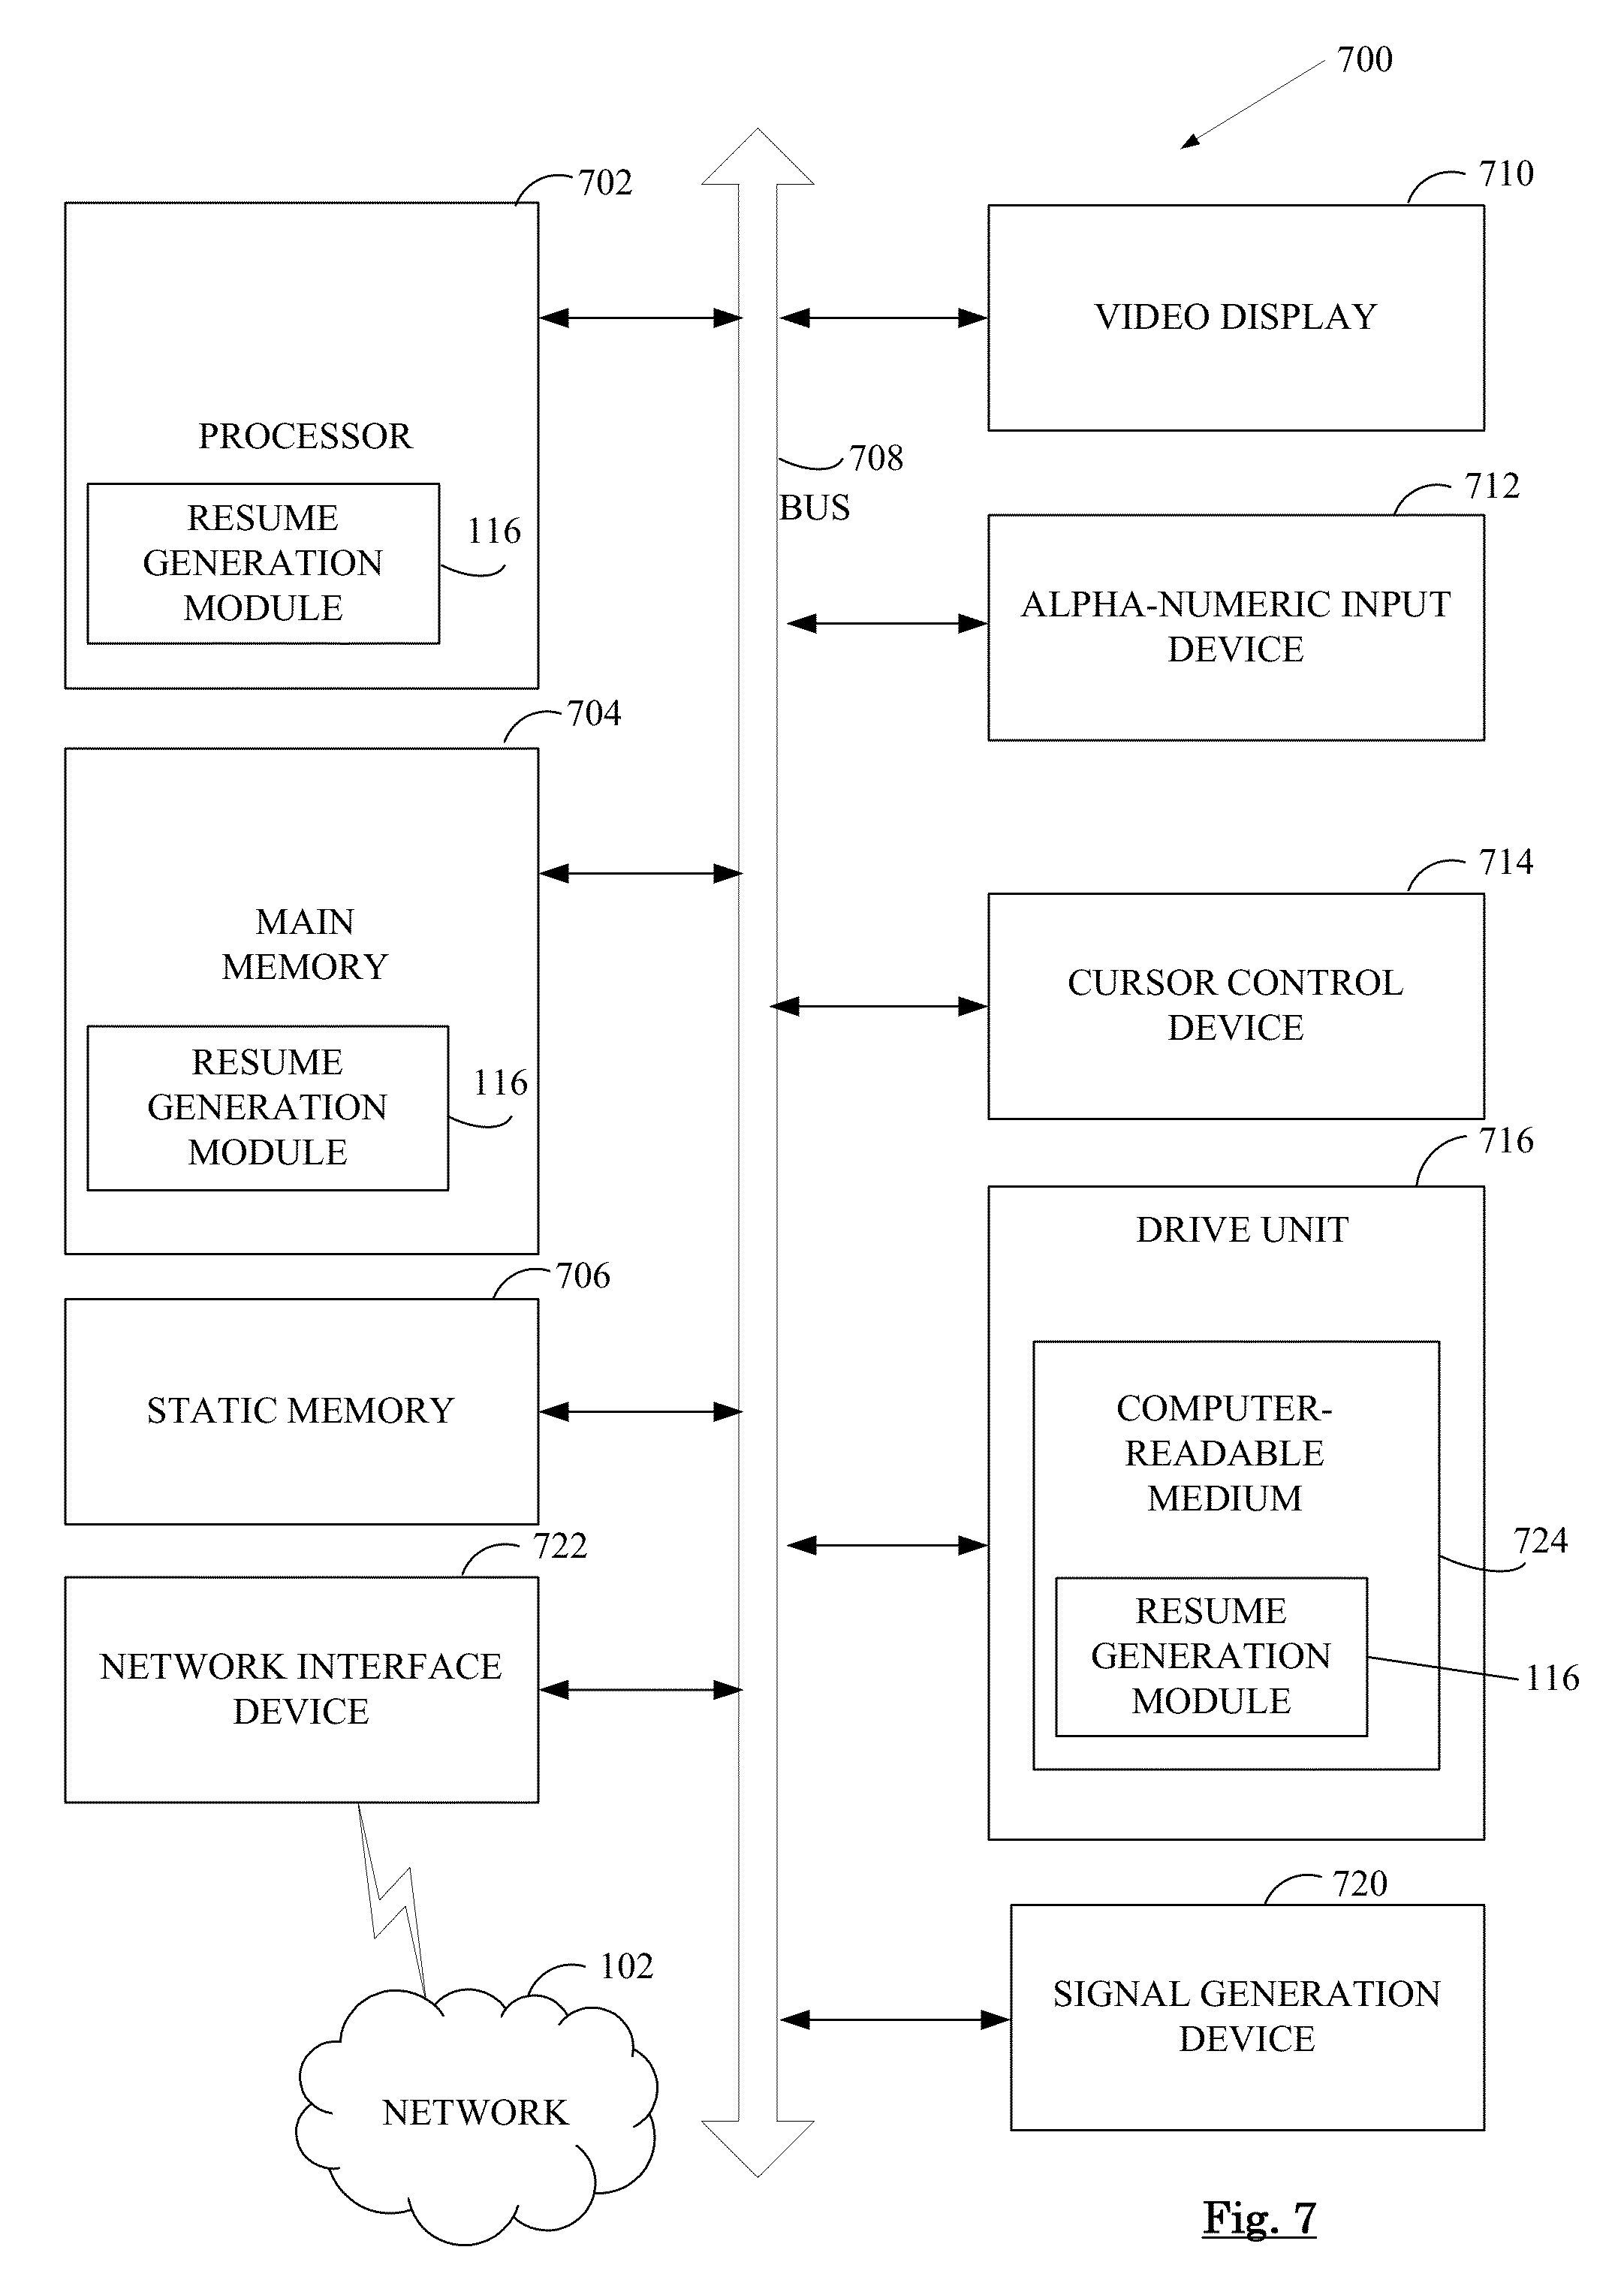 700
702
710
VIDEO DISPLAY
PROCESSOR
708
BUS
RESUME
GENERATION
MODULE
116
712
ALPHA-NUMERIC INPUT
DEVICE
704
MAIN
MEMORY
714
CURSOR CONTROL
DEVICE
RESUME
GENERATION
MODULE
116
716
DRIVE UNIT
706
STATIC MEMORY
COMPUTER-
READABLE
MEDIUM
724
722
NETWORK INTERFACE
DEVICE
RESUME
GENERATION
MODULE
116
720
SIGNAL GENERATION
DEVICE
102
NETWORK
Fig. 7